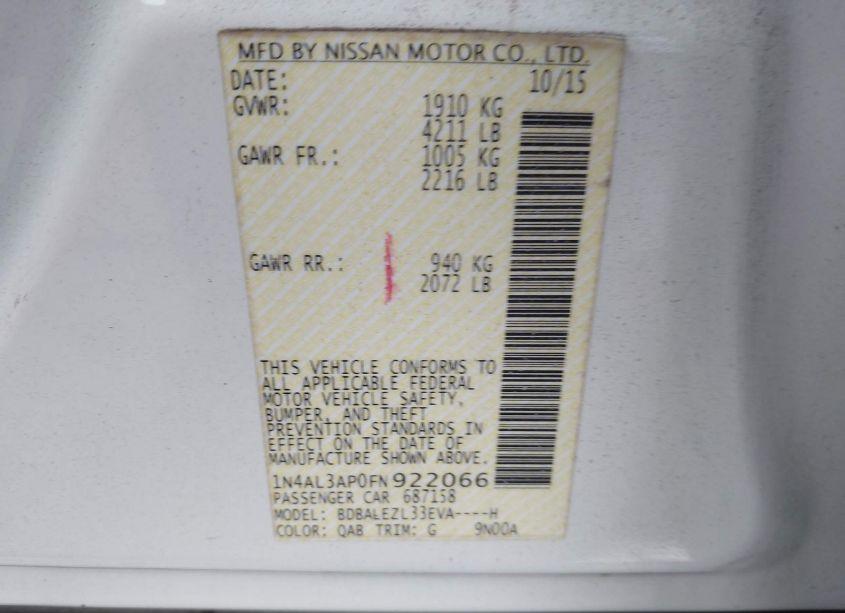 MFD BY NISSAN MOTOR CO., LTD.
DATE: 10/15
GVWR: 1910 KG
4211 LB
GAWR FR.: 1005 KG
2216 LB
GAWR RR.: 940 KG
2072 LB
THIS VEHICLE CONFORMS TO
ALL APPLICABLE FEDERAL
MOTOR VEHICLE SAFETY,
BUMPER, AND THEFT
PREVENTION STANDARDS IN
EFFECT ON THE DATE OF
MANUFACTURE SHOWN ABOVE.
1N4AL3AP0FN922066
PASSENGER CAR 687158
MODEL: BDBALEZL33EVA----H
COLOR: QAB TRIM: G 9N00A